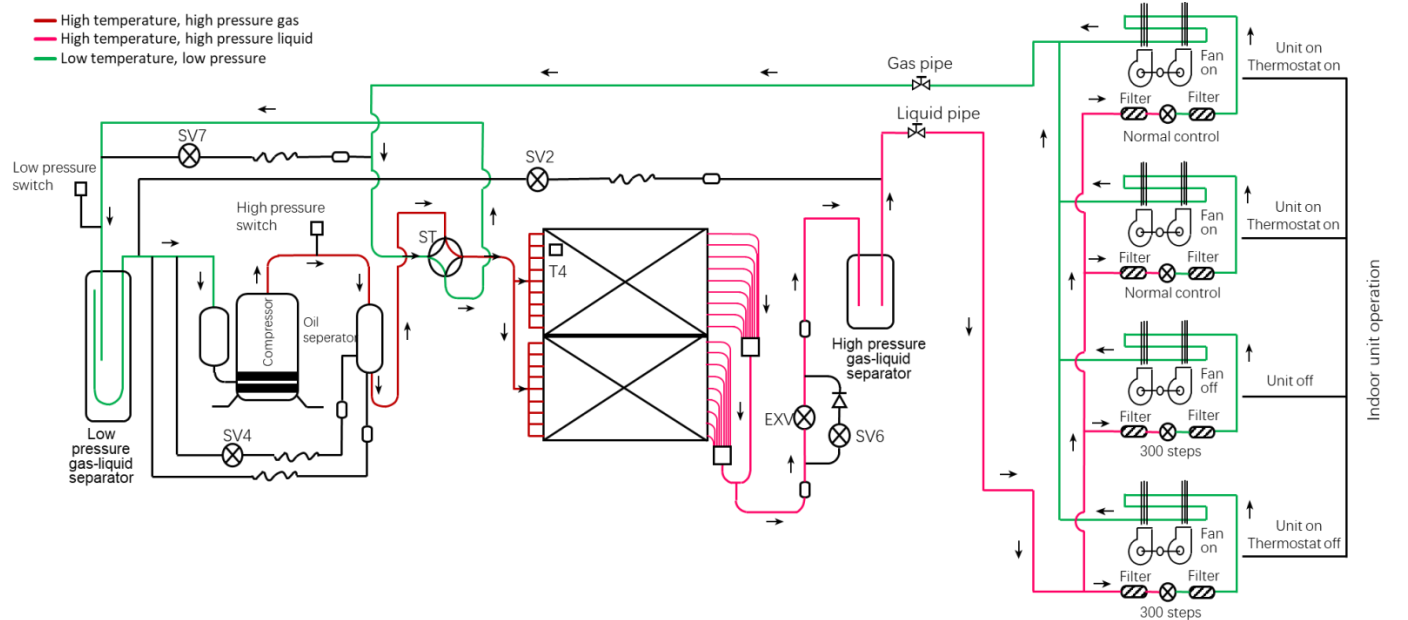 High temperature, high pressure gas
High temperature, high pressure liquid
Low temperature, low pressure
Gas pipe
Liquid pipe
SV7
SV2
Low pressure
switch
High pressure
switch
ST
T4
Compressor
Oil
seperator
SV4
Low
pressure
gas-liquid
separator
EXV
SV6
High pressure
gas-liquid
separator
Fan
on
Unit on
Thermostat on
Filter
Filter
Normal control
Fan
on
Unit on
Thermostat on
Filter
Filter
Normal control
Fan
off
Unit off
Filter
Filter
300 steps
Fan
on
Unit on
Thermostat off
Filter
Filter
300 steps
Indoor unit operation